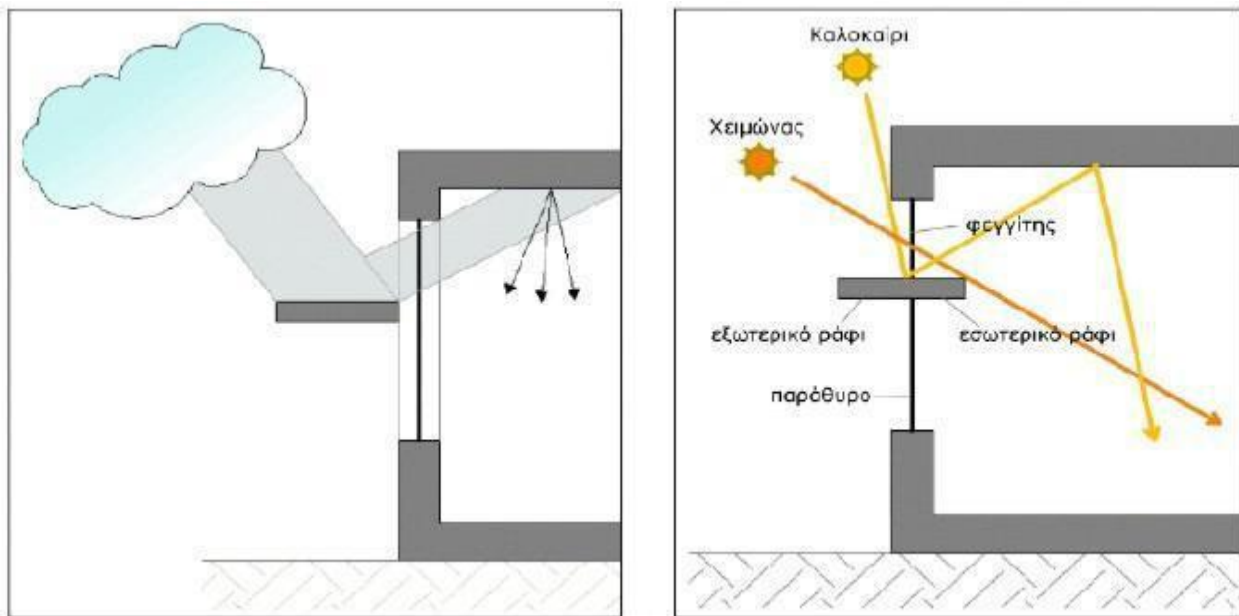 Καλοκαίρι
Χειμώνας
φεγγίτης
εξωτερικό ράφι
εσωτερικό ράφι
παράθυρο